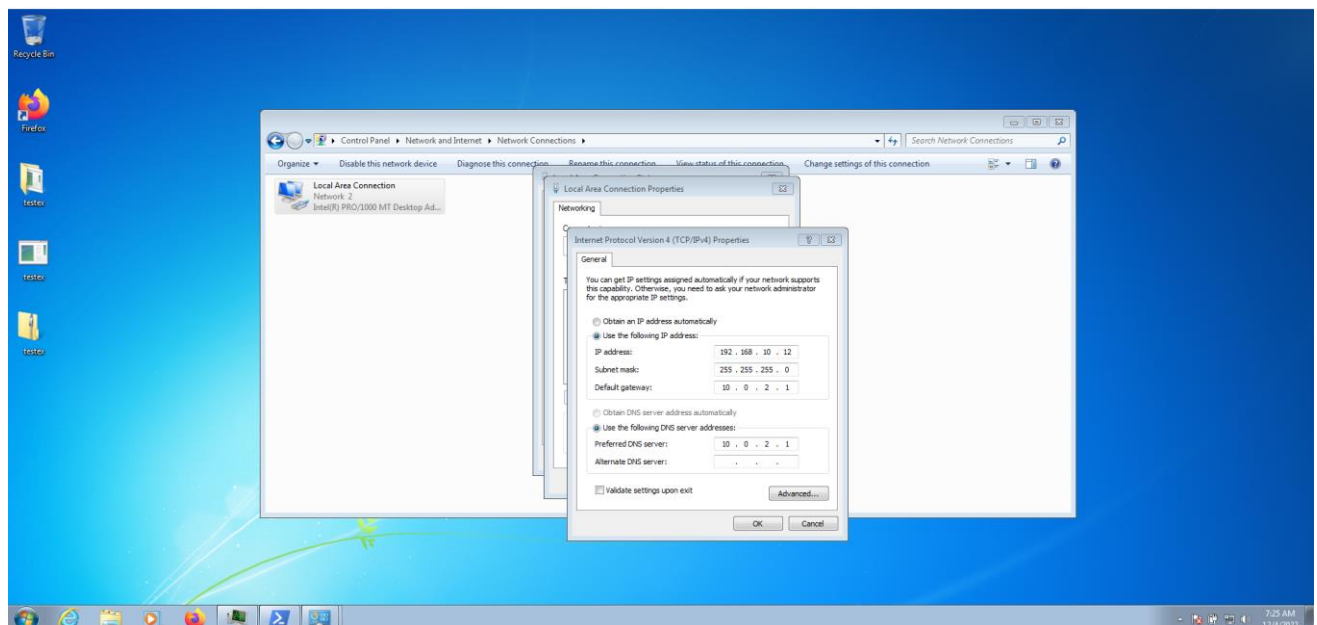 Recycle Bin
Firefox
testex
testex
testex
Control Panel Network and Internet Network Connections
Search Network Connections
Organize Disable this network device Diagnose this connection Rename this connection View status of this connection Change settings of this connection
Local Area Connection
Network 2
Intel(R) PRO/1000 MT Desktop Ad...
Local Area Connection Properties
Networking
Internet Protocol Version 4 (TCP/IPv4) Properties
General
You can get IP settings assigned automatically if your network supports
this capability. Otherwise, you need to ask your network administrator
for the appropriate IP settings.
Obtain an IP address automatically
Use the following IP address:
IP address: 192 . 168 . 10 . 12
Subnet mask: 255 . 255 . 255 . 0
Default gateway: 10 . 0 . 2 . 1
Obtain DNS server address automatically
Use the following DNS server addresses:
Preferred DNS server: 10 . 0 . 2 . 1
Alternate DNS server: . . .
Validate settings upon exit
Advanced...
OK Cancel
7:25 AM